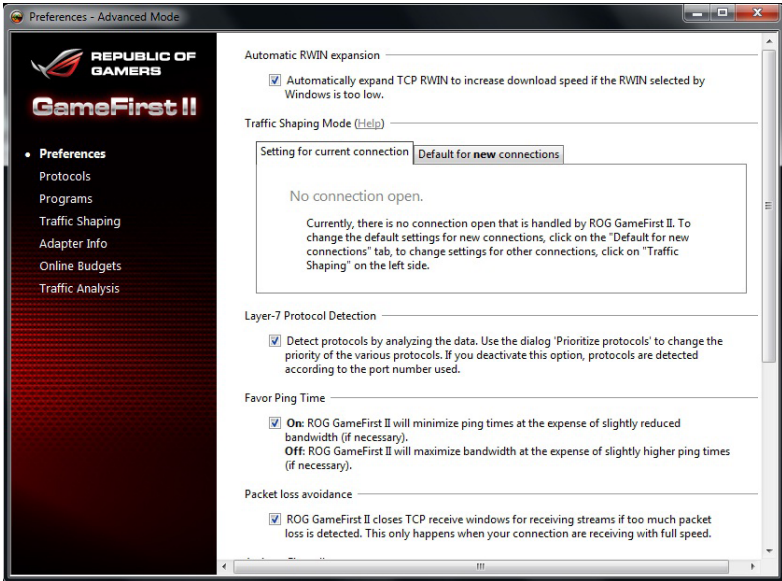 Preferences - Advanced Mode
REPUBLIC OF
GAMERS
GameFirst II
Preferences
Protocols
Programs
Traffic Shaping
Adapter Info
Online Budgets
Traffic Analysis
Automatic RWIN expansion
Automatically expand TCP RWIN to increase download speed if the RWIN selected by
Windows is too low.
Traffic Shaping Mode (Help)
Setting for current connection
Default for new connections
No connection open.
Currently, there is no connection open that is handled by ROG GameFirst II. To
change the default settings for new connections, click on the "Default for new
connections" tab, to change settings for other connections, click on "Traffic
Shaping" on the left side.
Layer-7 Protocol Detection
Detect protocols by analyzing the data. Use the dialog 'Prioritize protocols' to change the
priority of the various protocols. If you deactivate this option, protocols are detected
according to the port number used.
Favor Ping Time
On: ROG GameFirst II will minimize ping times at the expense of slightly reduced
bandwidth (if necessary).
Off: ROG GameFirst II will maximize bandwidth at the expense of slightly higher ping times
(if necessary).
Packet loss avoidance
ROG GameFirst II closes TCP receive windows for receiving streams if too much packet
loss is detected. This only happens when your connection are receiving with full speed.